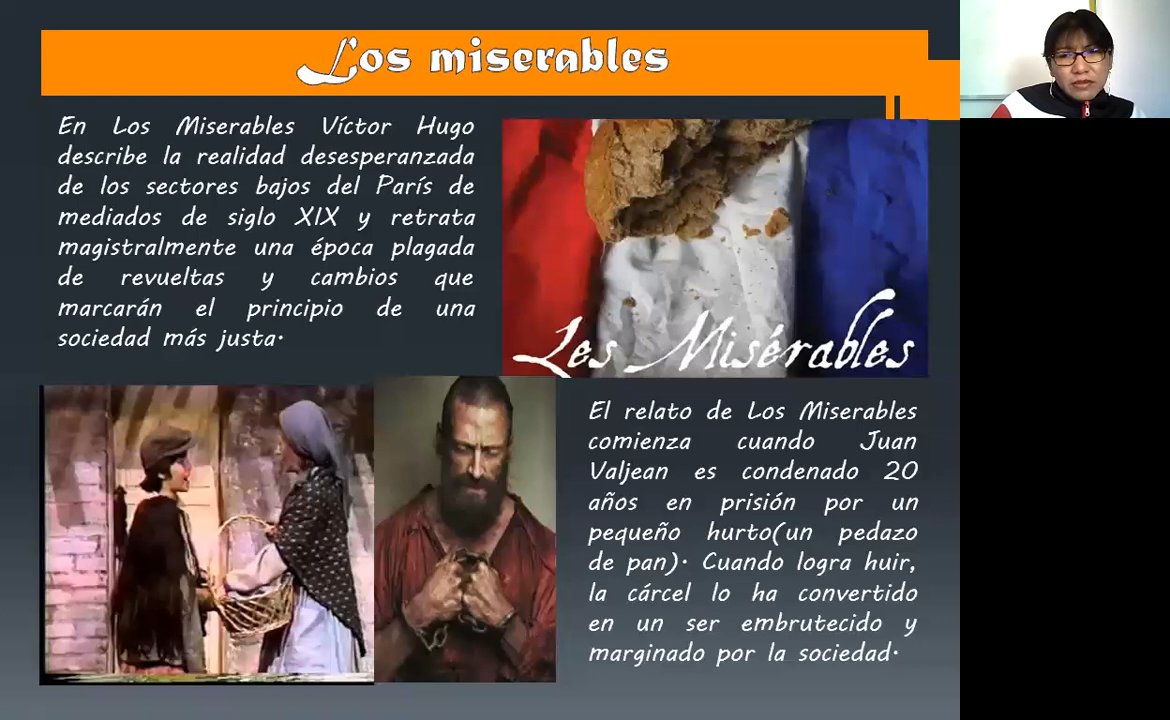 Los miserables
En Los Miserables Víctor Hugo
describe la realidad desesperanzada
de los sectores bajos del París de
mediados de siglo XIX y retrata
magistralmente una época plagada
de revueltas y cambios que
marcarán el principio de una
sociedad más justa.
Les Misérables
El relato de Los Miserables
comienza cuando Juan
Valjean es condenado 20
años en prisión por un
pequeño hurto(un pedazo
de pan). Cuando logra huir,
la cárcel lo ha convertido
en un ser embrutecido y
marginado por la sociedad.